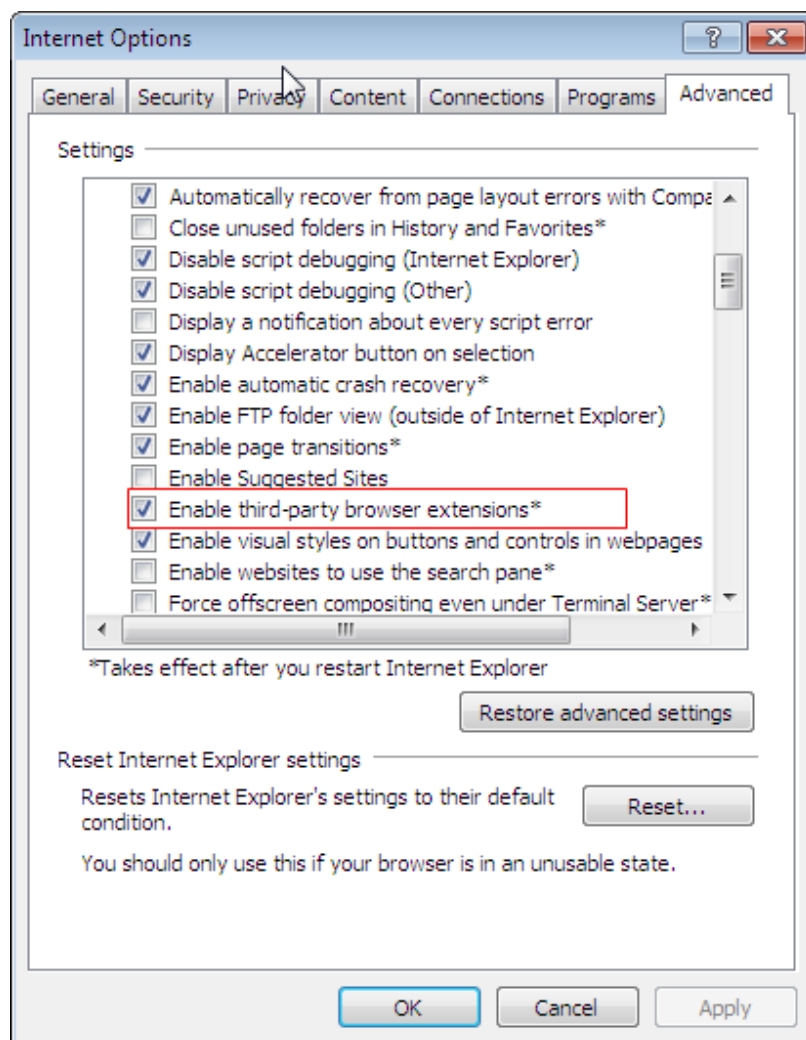 Internet Options
General Security Privacy Content Connections Programs Advanced
Settings
Automatically recover from page layout errors with Compa
Close unused folders in History and Favorites*
Disable script debugging (Internet Explorer)
Disable script debugging (Other)
Display a notification about every script error
Display Accelerator button on selection
Enable automatic crash recovery*
Enable FTP folder view (outside of Internet Explorer)
Enable page transitions*
Enable Suggested Sites
Enable third-party browser extensions*
Enable visual styles on buttons and controls in webpages
Enable websites to use the search pane*
Force offscreen compositing even under Terminal Server*
*Takes effect after you restart Internet Explorer
Restore advanced settings
Reset Internet Explorer settings
Resets Internet Explorer's settings to their default
condition.
Reset...
You should only use this if your browser is in an unusable state.
OK Cancel Apply